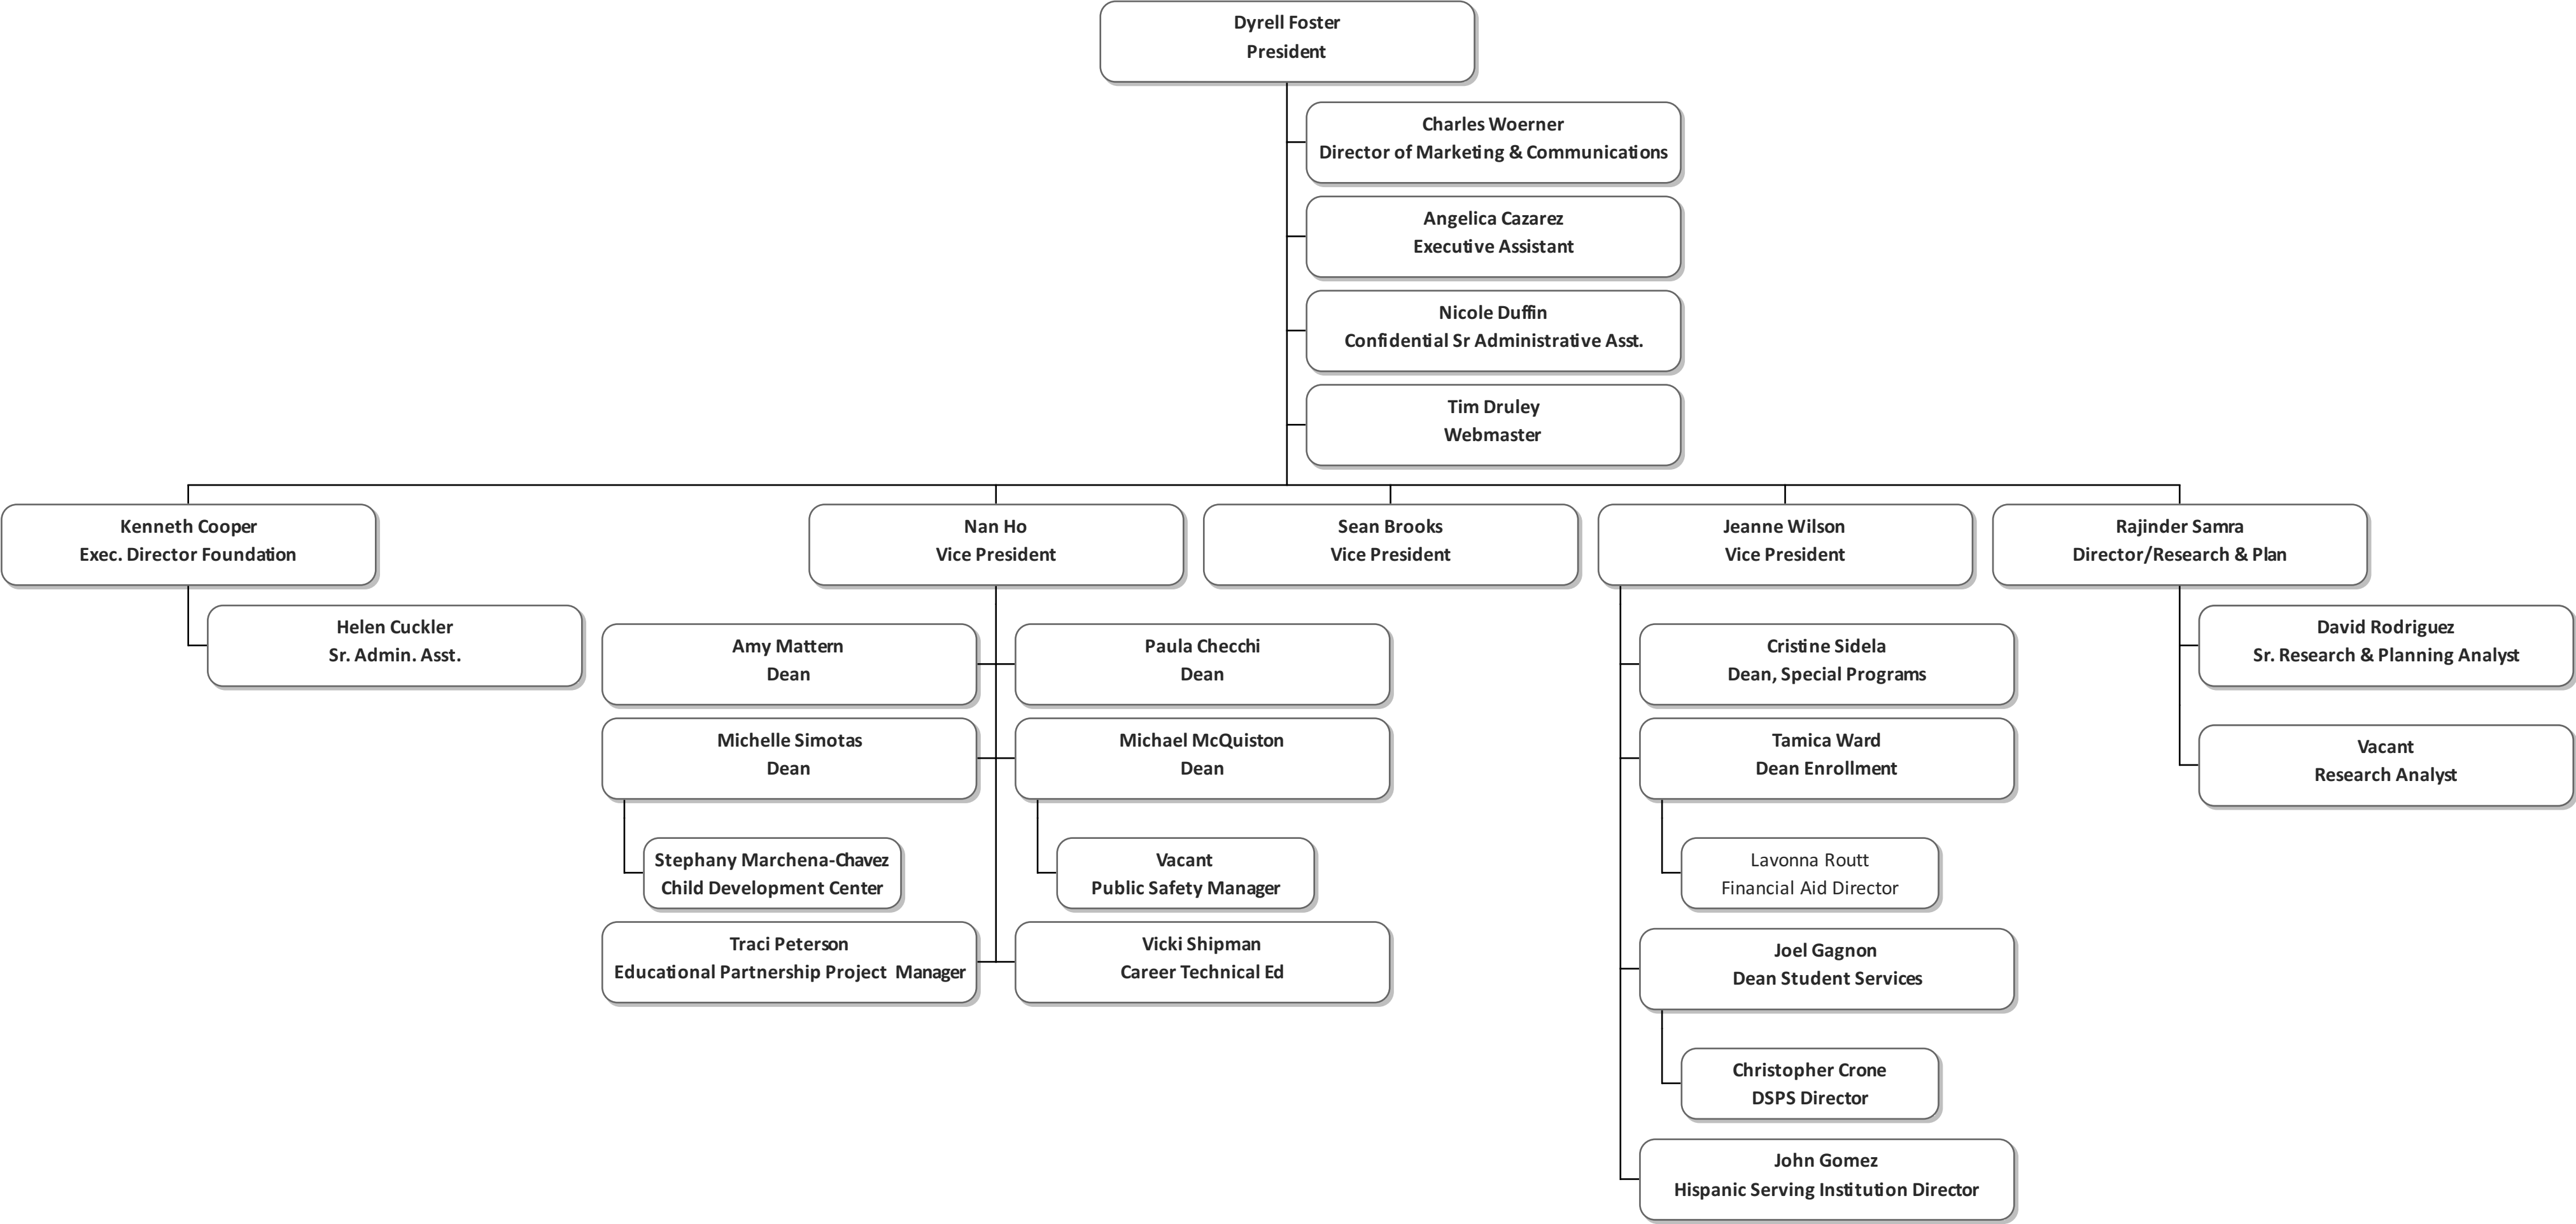 Dyrell Foster
President
Charles Woerner
Director of Marketing & Communications
Angelica Cazarez
Executive Assistant
Nicole Duffin
Confidential Sr Administrative Asst.
Tim Druley
Webmaster
Kenneth Cooper
Exec. Director Foundation
Helen Cuckler
Sr. Admin. Asst.
Nan Ho
Vice President
Amy Mattern
Dean
Paula Checchi
Dean
Michelle Simotas
Dean
Michael McQuiston
Dean
Stephany Marchena-Chavez
Child Development Center
Vacant
Public Safety Manager
Traci Peterson
Educational Partnership Project  Manager
Vicki Shipman
Career Technical Ed
Sean Brooks
Vice President
Jeanne Wilson
Vice President
Cristine Sidela
Dean, Special Programs
Tamica Ward
Dean Enrollment
Lavonna Routt
Financial Aid Director
Joel Gagnon
Dean Student Services
Christopher Crone
DSPS Director
John Gomez
Hispanic Serving Institution Director
Rajinder Samra
Director/Research & Plan
David Rodriguez
Sr. Research & Planning Analyst
Vacant
Research Analyst